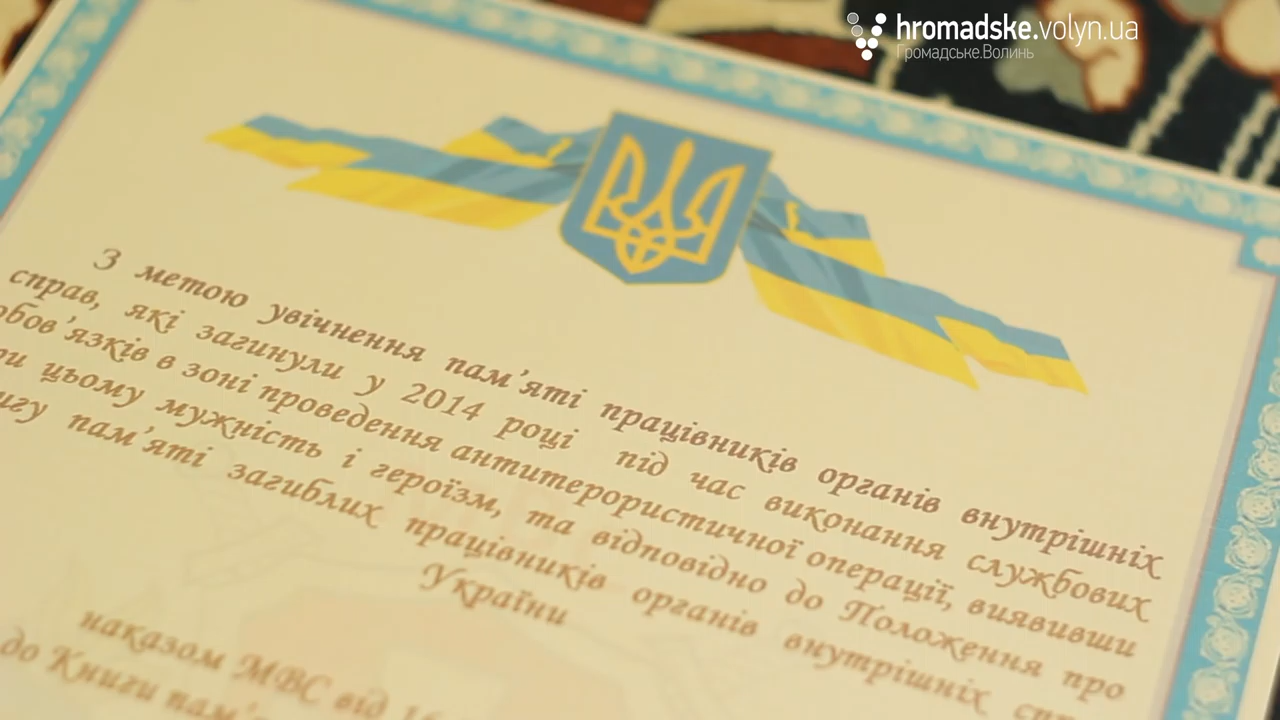 hromadske.volyn.ua
Громадське.Волинь
З метою увічнення пам'яті працівників органів внутрішніх
справ, які загинули у 2014 році під час виконання службових
обов'язків в зоні проведення антитерористичної операції, виявивши
цьому мужність і героїзм, та відповідно до Положення про
пам'яті загиблих працівників органів внутрішніх
України
наказом МВС від
до Книги